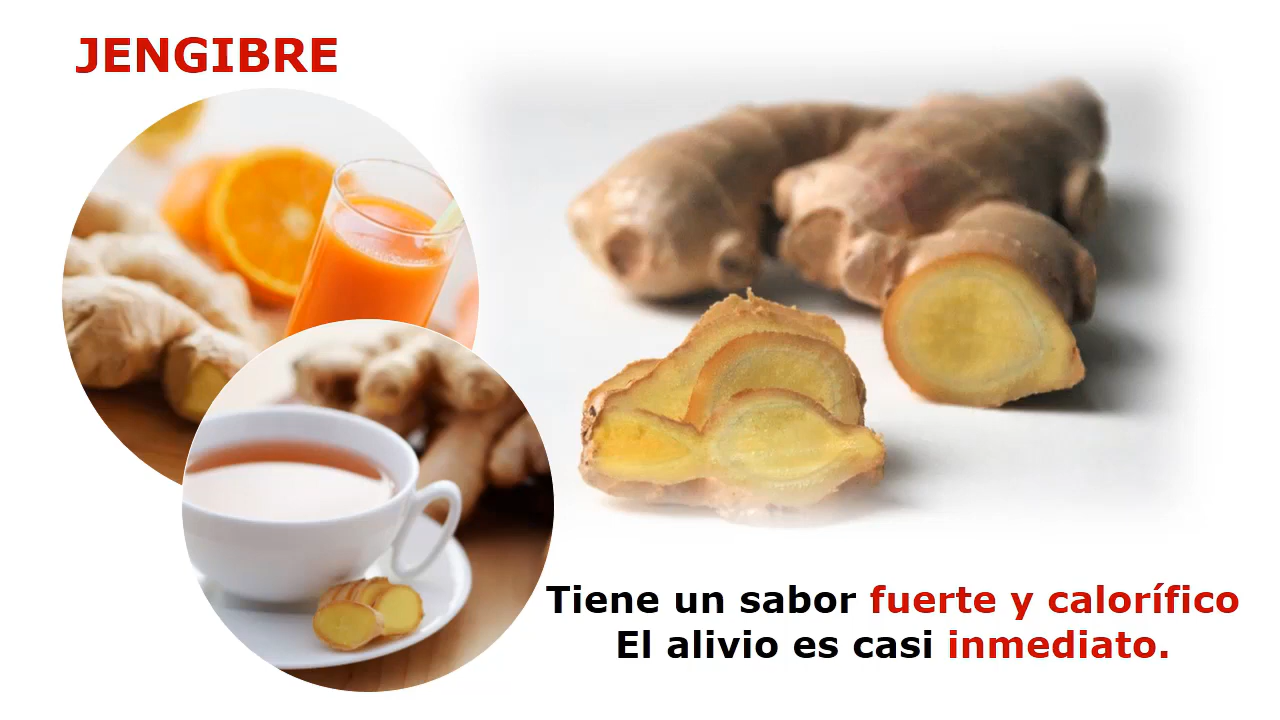 JENGIBRE
Tiene un sabor fuerte y calorífico
El alivio es casi inmediato.